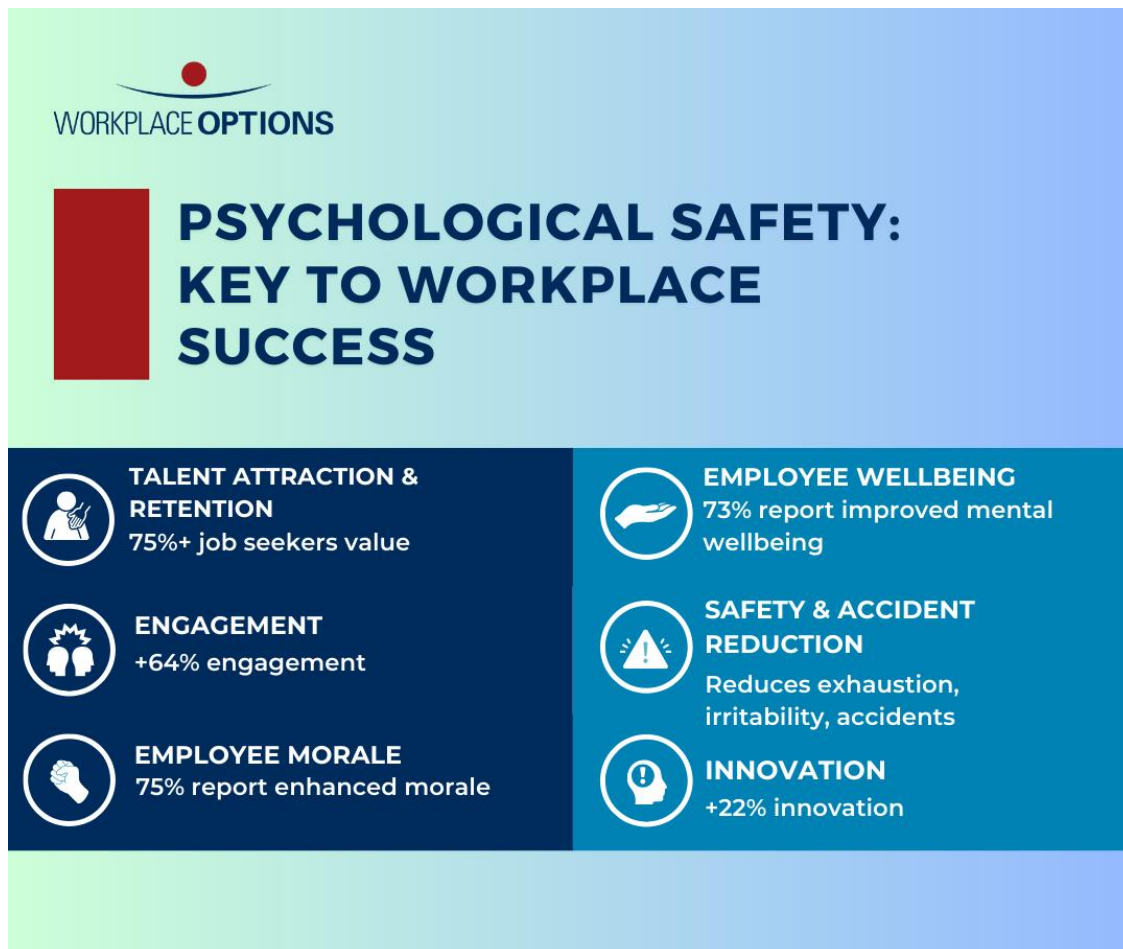 WORKPLACE OPTIONS
PSYCHOLOGICAL SAFETY:
KEY TO WORKPLACE
SUCCESS
TALENT ATTRACTION &
RETENTION
75%+ job seekers value
ENGAGEMENT
+64% engagement
EMPLOYEE MORALE
75% report enhanced morale
EMPLOYEE WELLBEING
73% report improved mental
wellbeing
SAFETY & ACCIDENT
REDUCTION
Reduces exhaustion,
irritability, accidents
INNOVATION
+22% innovation